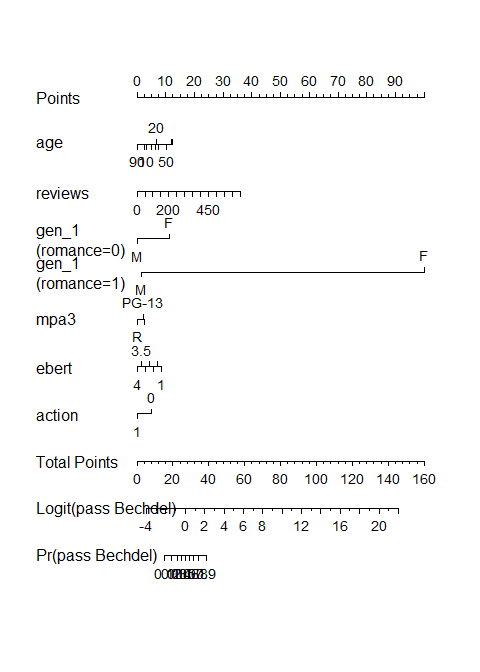 0 10 20 30 40 50 60 70 80 90
Points
20
age
90 10 50
reviews
0 200 450
F
gen_1
(romance=0)
M
F
gen_1
(romance=1)
M
PG-13
mpa3
R
3.5
ebert
4 1
0
action
1
Total Points
0 20 40 60 80 100 120 140 160
Logit(pass Bechdel)
-4 0 2 4 6 8 12 16 20
Pr(pass Bechdel)